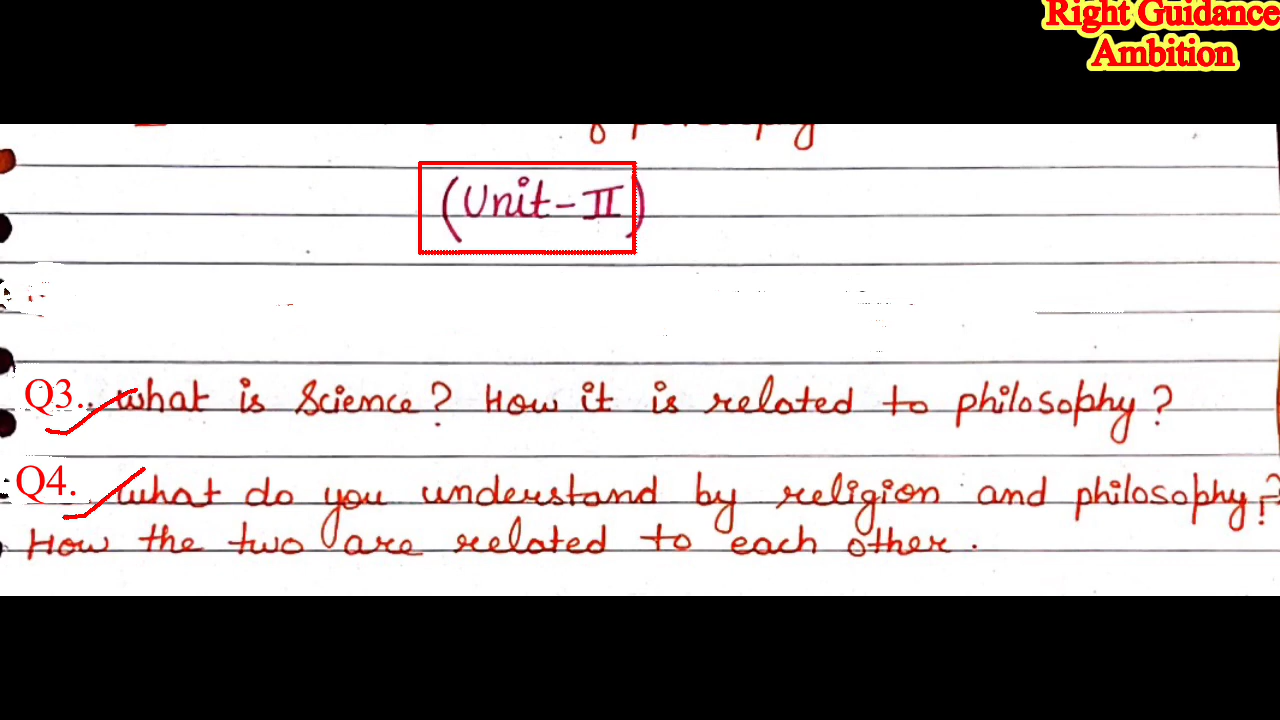 Right Guidance
Ambition
(Unit-II)
Q3. What is Science? How it is related to philosophy?
Q4. What do you understand by religion and philosophy?
How the two are related to each other.